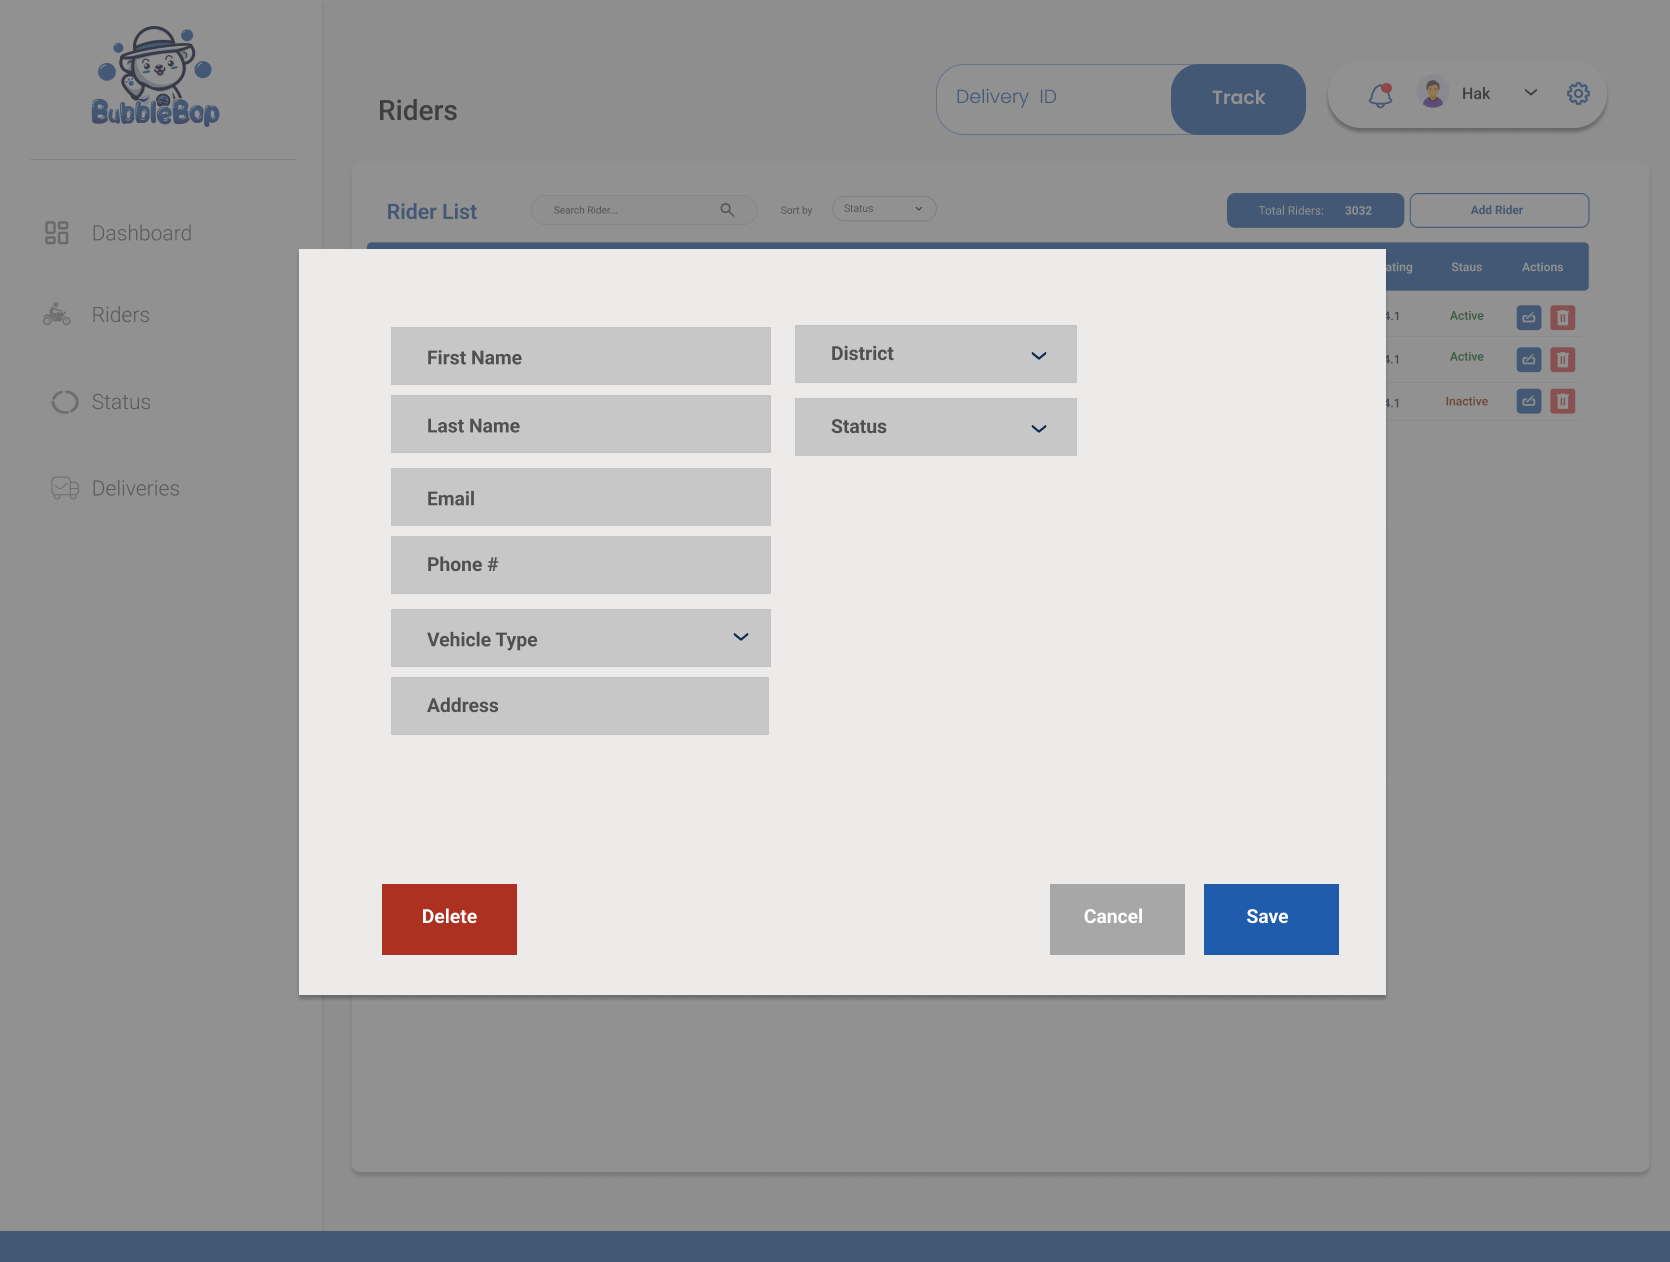 BubbleBop
Dashboard
Riders
Status
Deliveries
Riders
Delivery ID
Track
Hak
Rider List
Search Rider...
Sort by
Status
Total Riders: 3032
Add Rider
ating Staus Actions
4.1 Active
4.1 Active
4.1 Inactive
First Name
District
Last Name
Status
Email
Phone #
Vehicle Type
Address
Delete
Cancel
Save